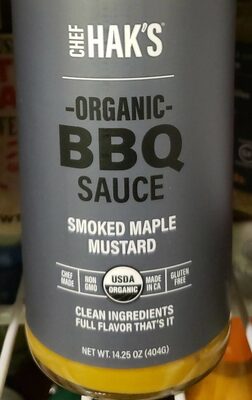 CHEF HAK'S
-ORGANIC-
BBQ
SAUCE
SMOKED MAPLE
MUSTARD
CHEF MADE
NON GMO
USDA ORGANIC
MADE IN CA
GLUTEN FREE
CLEAN INGREDIENTS
FULL FLAVOR THAT'S IT
NET WT. 14.25 OZ (404G)